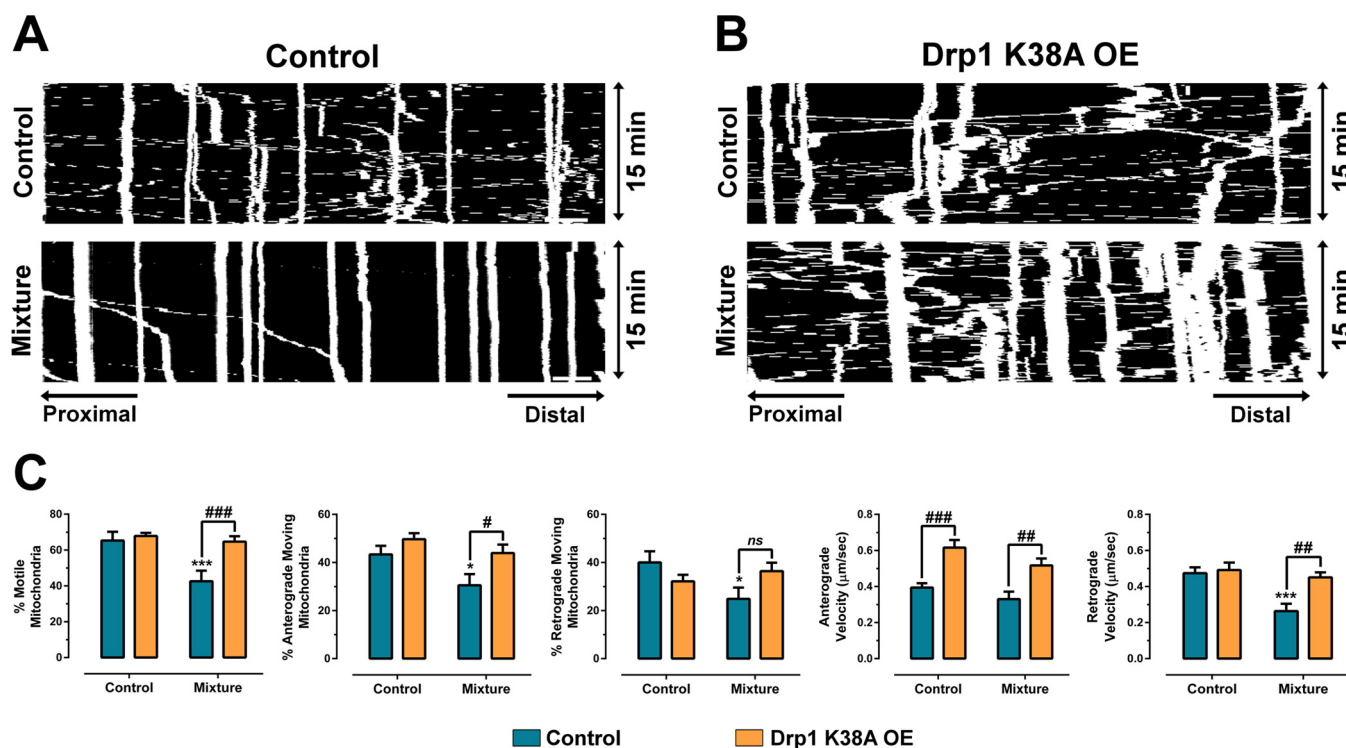 A
Control
Control
15 min
Mixture
15 min
Proximal
Distal
B
Drp1 K38A OE
Control
15 min
Mixture
15 min
Proximal
Distal
C
% Motile
Mitochondria
80
60
40
20
0
***
###
Control
Mixture
% Anterograde Moving
Mitochondria
60
40
20
0
*
#
Control
Mixture
% Retrograde Moving
Mitochondria
60
40
20
0
*
ns
Control
Mixture
Anterograde
Velocity (µm/sec)
0.8
0.6
0.4
0.2
0.0
###
##
Control
Mixture
Retrograde
Velocity (µm/sec)
0.8
0.6
0.4
0.2
0.0
***
##
Control
Mixture
Control
Drp1 K38A OE